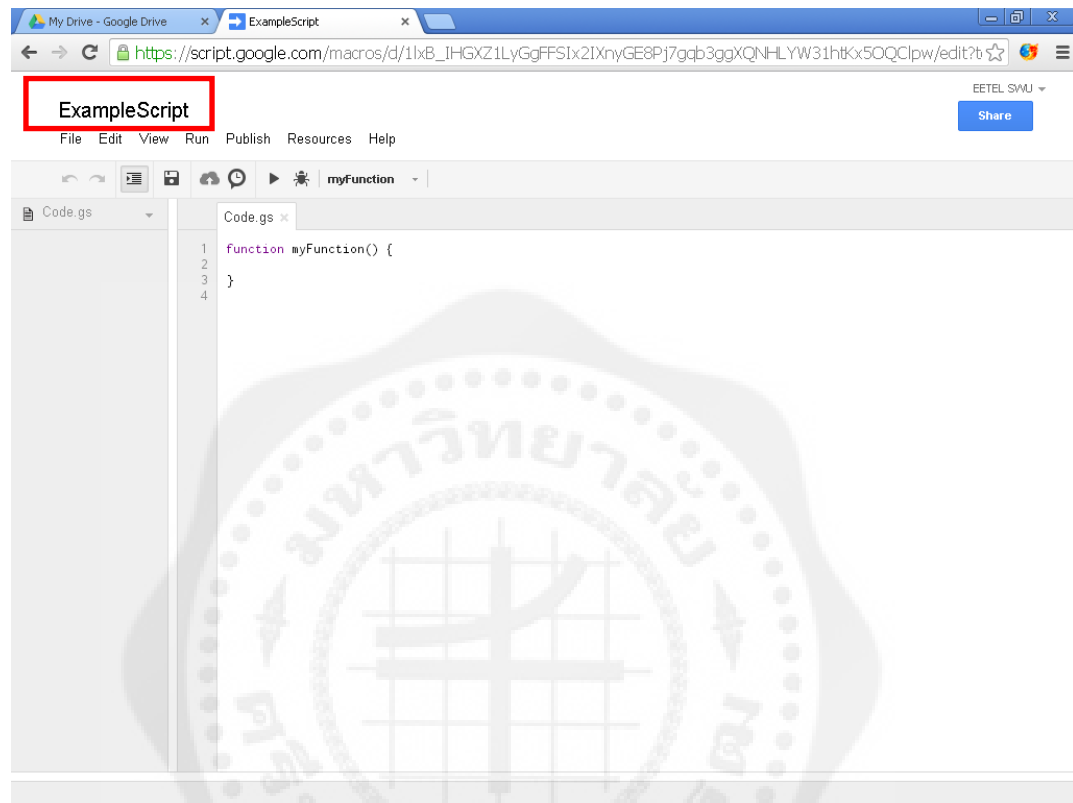 My Drive - Google Drive
ExampleScript
https://script.google.com/macros/d/1lxB_IHGXZ1LyGgFFSIx2IXnyGE8Pj7gqb3ggXQNHLYW31htKx5OQClpw/edit?
EETEL SWU
ExampleScript
Share
File Edit View Run Publish Resources Help
myFunction
Code.gs
Code.gs
1 function myFunction() {
2
3 }
4
มหาวิทยาลัย